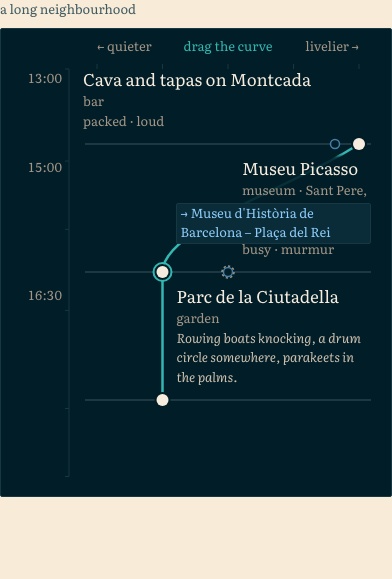 a long neighbourhood
← quieter drag the curve livelier →
13:00 Cava and tapas on Montcada
bar
packed · loud
15:00 Museu Picasso
museum · Sant Pere,
→ Museu d'Història de
Barcelona – Plaça del Rei
busy · murmur
16:30 Parc de la Ciutadella
garden
Rowing boats knocking, a drum
circle somewhere, parakeets in
the palms.